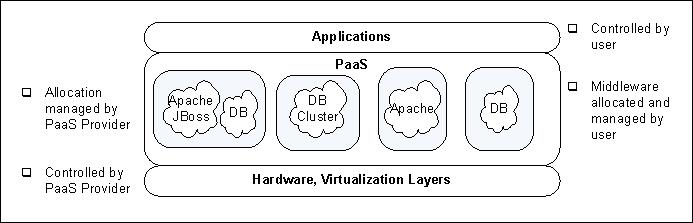 Applications
Controlled by
user
PaaS
Allocation
managed by
PaaS Provider
Apache
JBoss
DB
DB
Cluster
Apache
DB
Middleware
allocated and
managed by
user
Controlled by
PaaS Provider
Hardware, Virtualization Layers